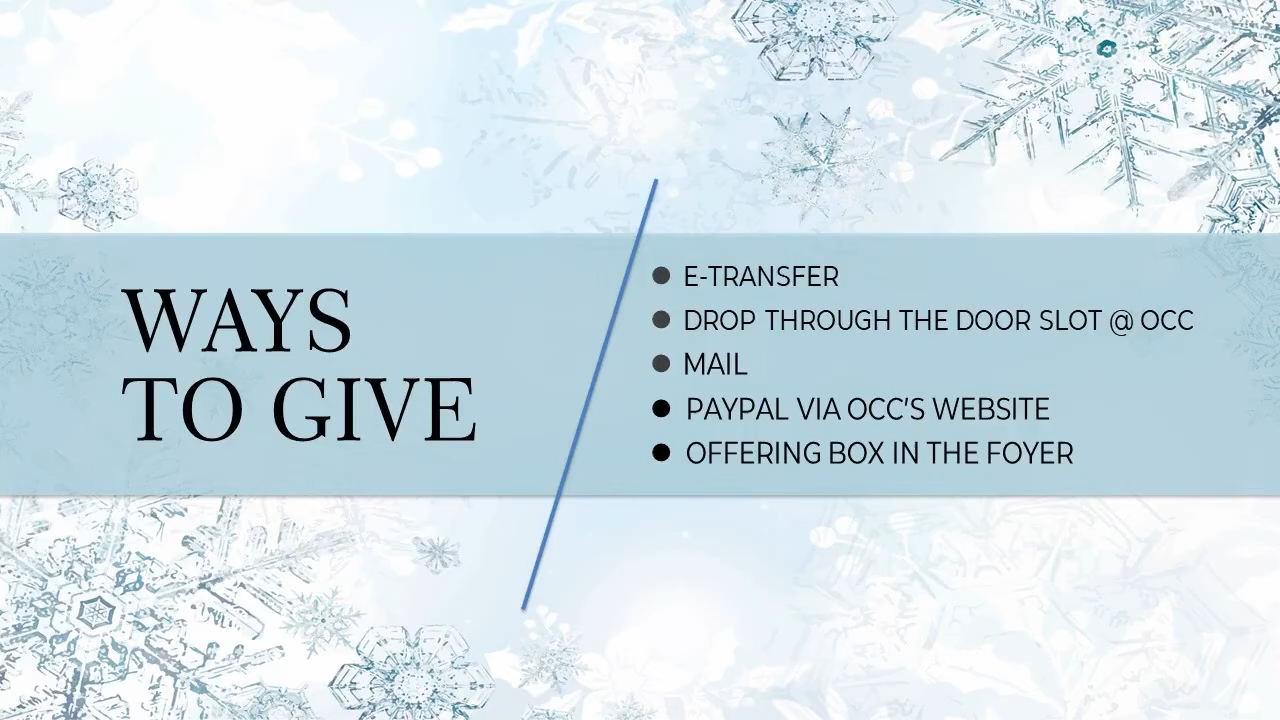 WAYS
TO GIVE
E-TRANSFER
DROP THROUGH THE DOOR SLOT @ OCC
MAIL
PAYPAL VIA OCC'S WEBSITE
OFFERING BOX IN THE FOYER